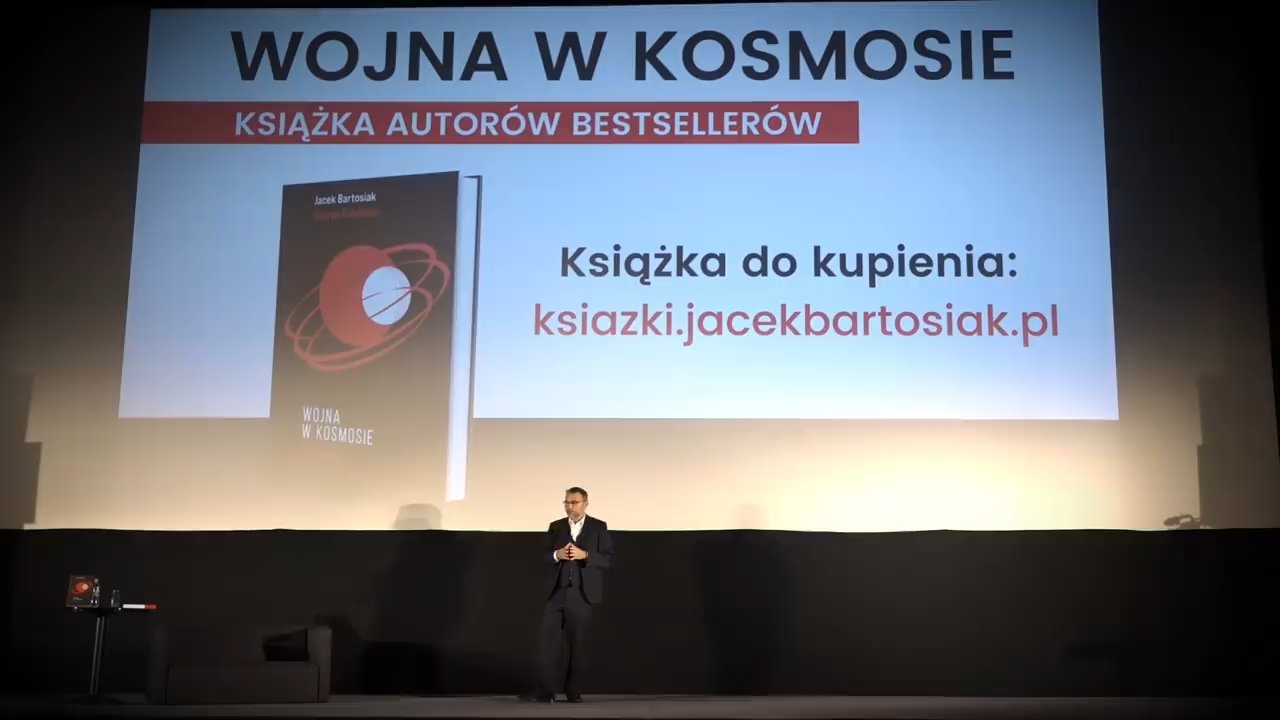 WOJNA W KOSMOSIE
KSIĄŻKA AUTORÓW BESTSELLERÓW
Jacek Bartosiak
WOJNA
W KOSMOSIE
Książka do kupienia:
ksiazki.jacekbartosiak.pl